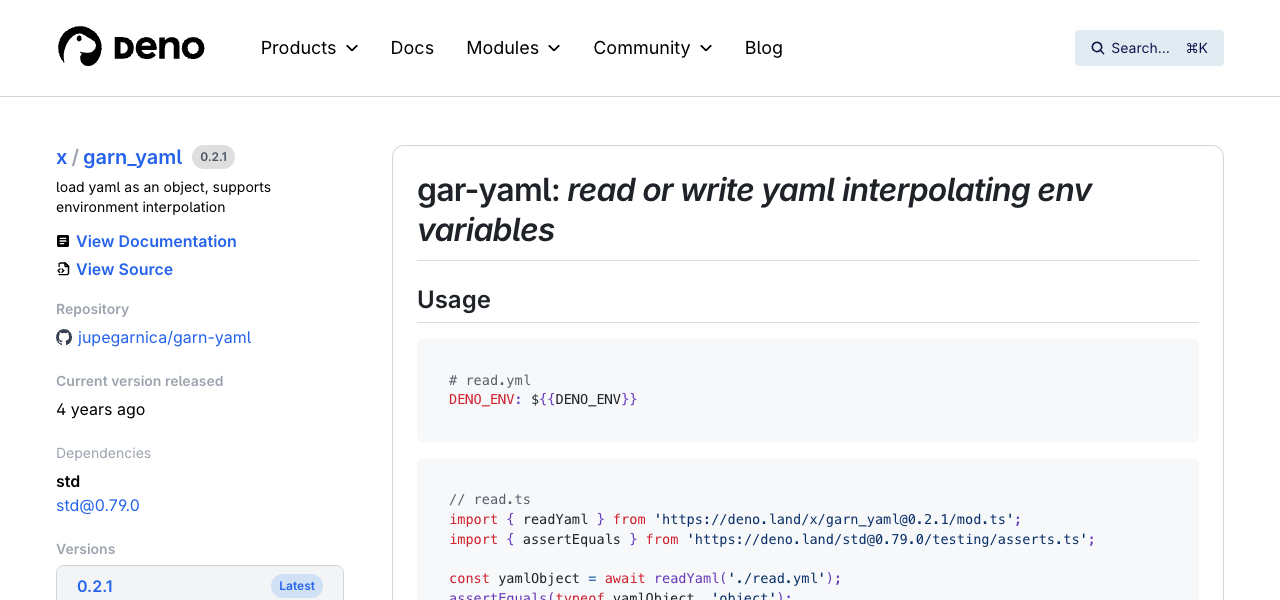 DENO
Products
Docs
Modules
Community
Blog
Search... ⌘K
x / garn_yaml 0.2.1
load yaml as an object, supports
environment interpolation
View Documentation
View Source
Repository
jupegarnica/garn-yaml
Current version released
4 years ago
Dependencies
std
std@0.79.0
Versions
0.2.1 Latest
gar-yaml: read or write yaml interpolating env
variables
Usage
# read.yml
DENO_ENV: ${{DENO_ENV}}
// read.ts
import { readYaml } from 'https://deno.land/x/garn_yaml@0.2.1/mod.ts';
import { assertEquals } from 'https://deno.land/std@0.79.0/testing/asserts.ts';
const yamlObject = await readYaml('./read.yml');
assertEquals(typeof yamlObject, 'object');